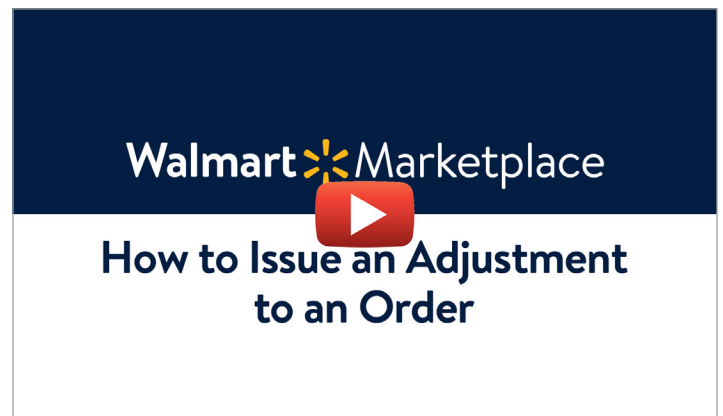 Walmart Marketplace
How to Issue an Adjustment
to an Order